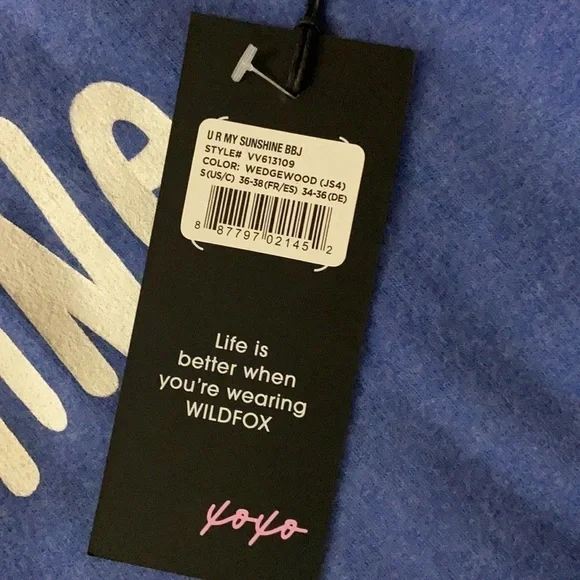 INE
U R MY SUNSHINE BBJ
STYLE# VV613109
COLOR: WEDGEWOOD (JS4)
S(US/C) 36-38(FR/ES) 34-36(DE)
8 87797 02145 2
Life is
better when
you're wearing
WILDFOX
xoxo